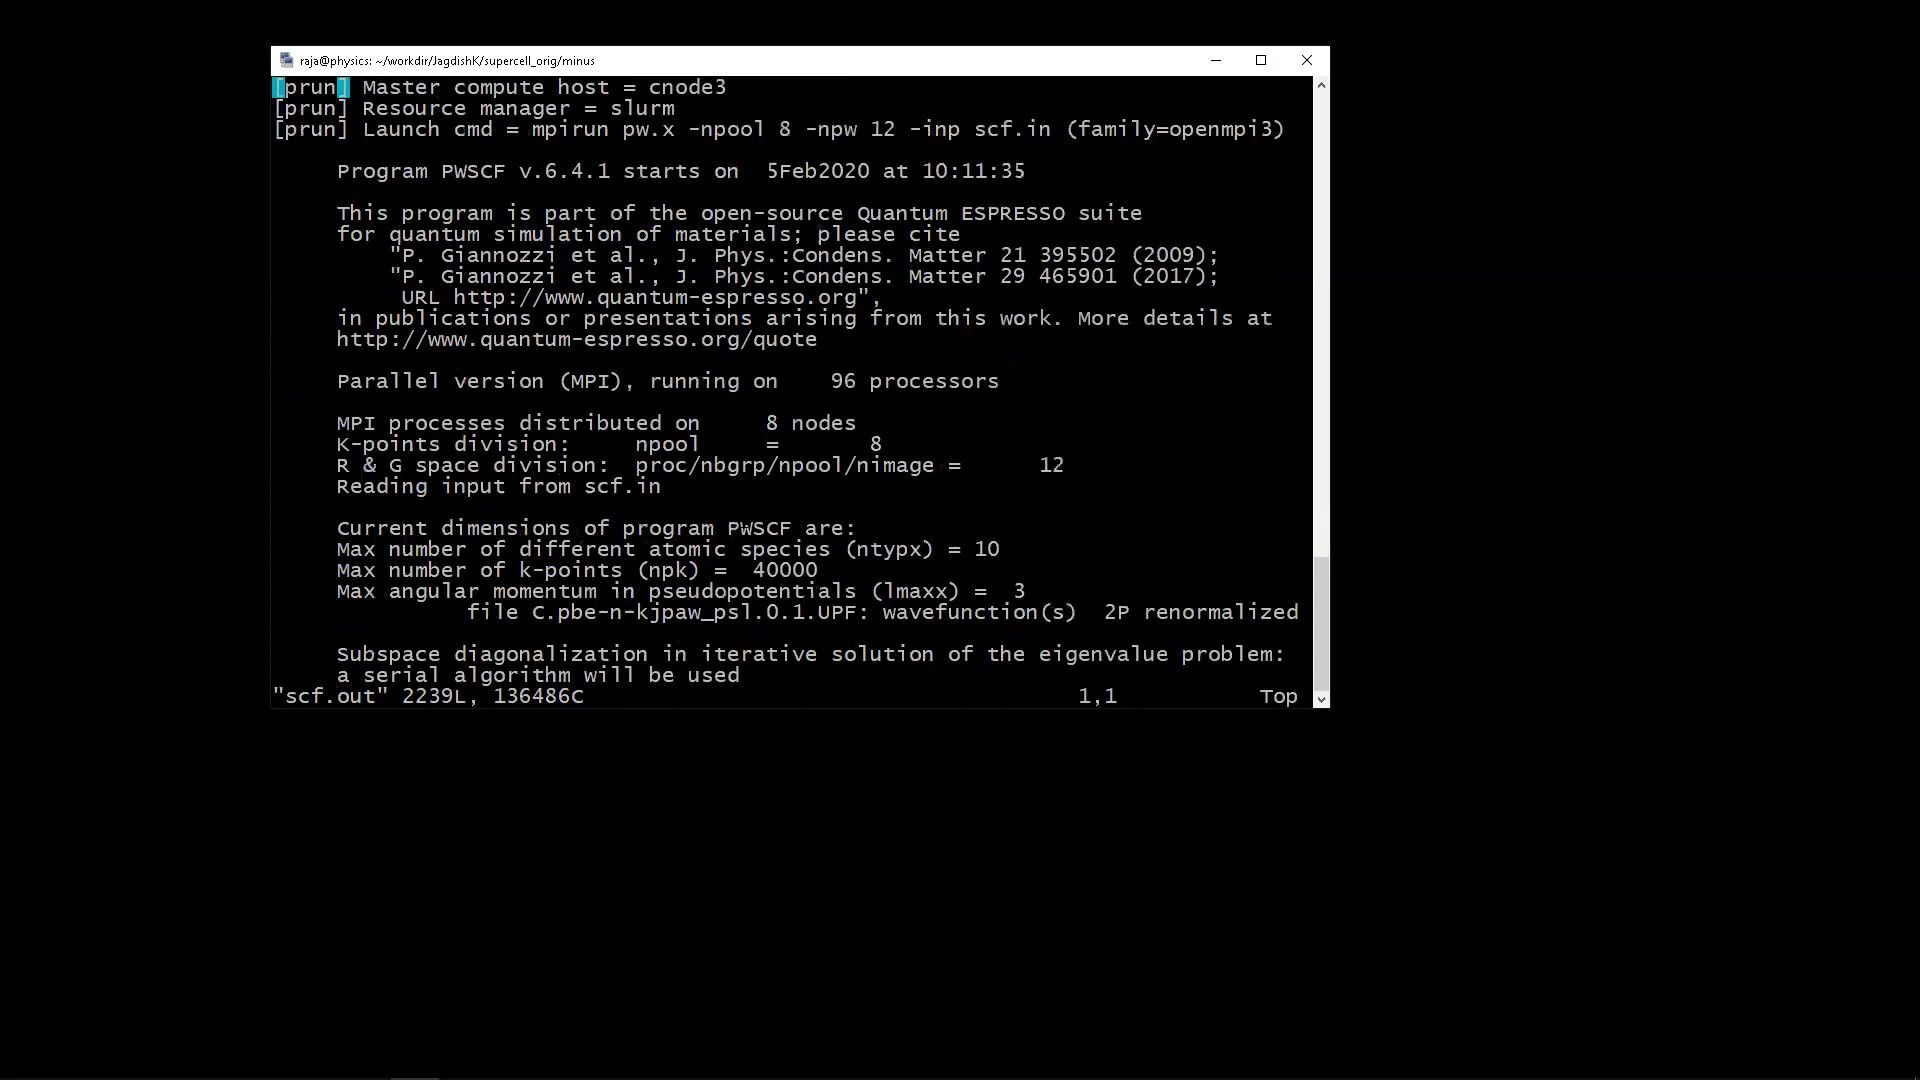 raja@physics: ~/workdir/JagdishK/supercell_orig/minus
[prun] Master compute host = cnode3
[prun] Resource manager = slurm
[prun] Launch cmd = mpirun pw.x -npool 8 -npw 12 -inp scf.in (family=openmpi3)
Program PWSCF v.6.4.1 starts on  5Feb2020 at 10:11:35
This program is part of the open-source Quantum ESPRESSO suite
for quantum simulation of materials; please cite
"P. Giannozzi et al., J. Phys.:Condens. Matter 21 395502 (2009);
"P. Giannozzi et al., J. Phys.:Condens. Matter 29 465901 (2017);
URL http://www.quantum-espresso.org",
in publications or presentations arising from this work. More details at
http://www.quantum-espresso.org/quote
Parallel version (MPI), running on    96 processors
MPI processes distributed on     8 nodes
K-points division:     npool     =       8
R & G space division:  proc/nbgrp/npool/nimage =      12
Reading input from scf.in
Current dimensions of program PWSCF are:
Max number of different atomic species (ntypx) = 10
Max number of k-points (npk) =  40000
Max angular momentum in pseudopotentials (lmaxx) =  3
file C.pbe-n-kjpaw_psl.0.1.UPF: wavefunction(s)  2P renormalized
Subspace diagonalization in iterative solution of the eigenvalue problem:
a serial algorithm will be used
"scf.out" 2239L, 136486C                                      1,1           Top